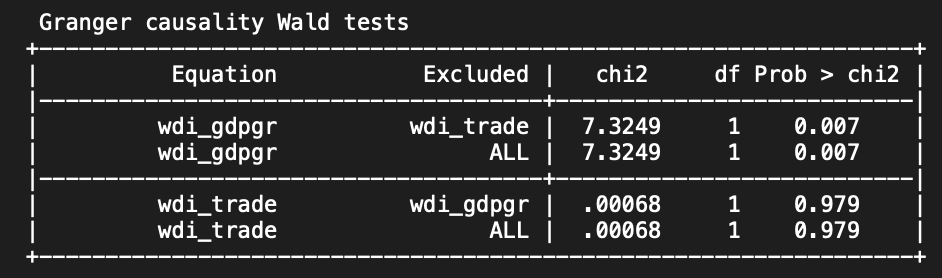 Granger causality Wald tests
Equation Excluded | chi2 df Prob > chi2
wdi_gdpgr wdi_trade | 7.3249 1 0.007
wdi_gdpgr ALL | 7.3249 1 0.007
wdi_trade wdi_gdpgr | .00068 1 0.979
wdi_trade ALL | .00068 1 0.979